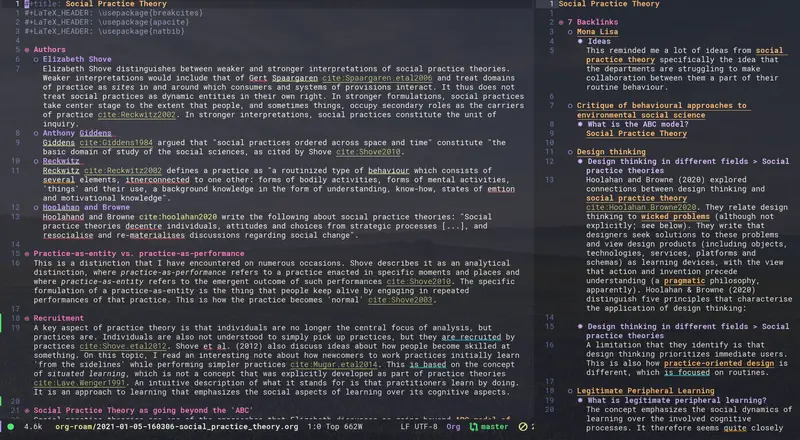 #+title: Social Practice Theory
#+LaTeX_HEADER: \usepackage{breakcites}
#+LaTeX_HEADER: \usepackage{apacite}
#+LaTeX_HEADER: \usepackage{natbib}
Authors
Elizabeth Shove
Elizabeth Shove distinguishes between weaker and stronger interpretations of social practice theories.
Weaker interpretations would include that of Gert Spaargaren cite:Spaargaren.etal2006 and treat domains
of practice as sites in and around which consumers and systems of provisions interact. It thus does not
treat social practices as dynamic entities in their own right. In stronger formulations, social practices
take center stage to the extent that people, and sometimes things, occupy secondary roles as the carriers
of practice cite:Reckwitz2002. In stronger interpretations, social practices constitute the unit of
inquiry.
Anthony Giddens
Giddens cite:Giddens1984 argued that "social practices ordered across space and time" constitute "the
basic domain of study of the social sciences, as cited by Shove cite:Shove2010.
Reckwitz
Reckwitz cite:Reckwitz2002 defines a practice as "a routinized type of behaviour which consists of
several elements, itnerconnected to one other: forms of bodily activities, forms of mental activities,
'things' and their use, a background knowledge in the form of understanding, know-how, states of emtion
and motivational knowledge".
Hoolahan and Browne
Hoolahand and Browne cite:hoolahan2020 write the following about social practice theories: "Social
practice theories decentre individuals, attitudes and choices from strategic processes [...], and
resocialise and re-materialises discussions regarding social change".
Practice-as-entity vs. practice-as-performance
This is a distinction that I have encountered on numerous occasions. Shove describes it as an analytical
distinction, where practice-as-performance refers to a practice enacted in specific moments and places and
where practice-as-entity refers to the emergent outcome of such performances cite:Shove2010. The specific
formulation of a practice-as-entity is the thing that people keep alive by engaging in repeated
performances of that practice. This is how the practice becomes 'normal' cite:Shove2003.
Recruitment
A key aspect of practice theory is that individuals are no longer the central focus of analysis, but
practices are. Individuals are also not understood to simply pick up practices, but they are recruited by
practices cite:Shove.etal2012. Shove et al. (2012) also discuss ideas about how people become skilled at
something. On this topic, I read an interesting note about how newcomers to work practices initially learn
'from the sidelines' while performing simpler practices cite:Mugar.etal2014. This is based on the concept
of situated learning, which is not a concept that was explicitly developed as part of practice theories
cite:Lave.Wenger1991. An intuitive description of what it stands for is that practitioners learn by doing.
It is an approach to learning that emphasizes the social aspects of learning over its cognitive aspects.
Social Practice Theory as going beyond the 'ABC'
4.6k org-roam/2021-01-05-160306-social_practice_theory.org 1:0 Top 662W LF UTF-8 Org master 2
Social Practice Theory
7 Backlinks
Mona Lisa
Ideas
This reminded me a lot of ideas from social
practice theory specifically the idea that
the departments are struggling to make
collaboration between them a part of their
routine behaviour.
Critique of behavioural approaches to
environmental social science
What is the ABC model?
Social Practice Theory
Design thinking
Design thinking in different fields > Social
practice theories
Hoolahan and Browne (2020) explored
connections between design thinking and
social practice theory
cite:Hoolahan.Browne2020. They relate design
thinking to wicked problems (although not
explicitly; see below). They write that
designers seek solutions to these problems
and view design products (including objects,
technologies, services, platforms and
schemas) as learning devices, with the view
that action and invention precede
understanding (a pragmatic philosophy,
apparently). Hoolahan & Browne (2020)
distinguish five principles that characterise
the application of design thinking:
Design thinking in different fields > Social
practice theories
A limitation that they identify is that
design thinking prioritizes immediate users.
This is also how practice-oriented design is
different, which is focused on routines.
Legitimate Peripheral Learning
What is legitimate peripheral learning?
The concept emphasizes the social dynamics of
learning over the involved cognitive
processes. It therefore seems quite closely